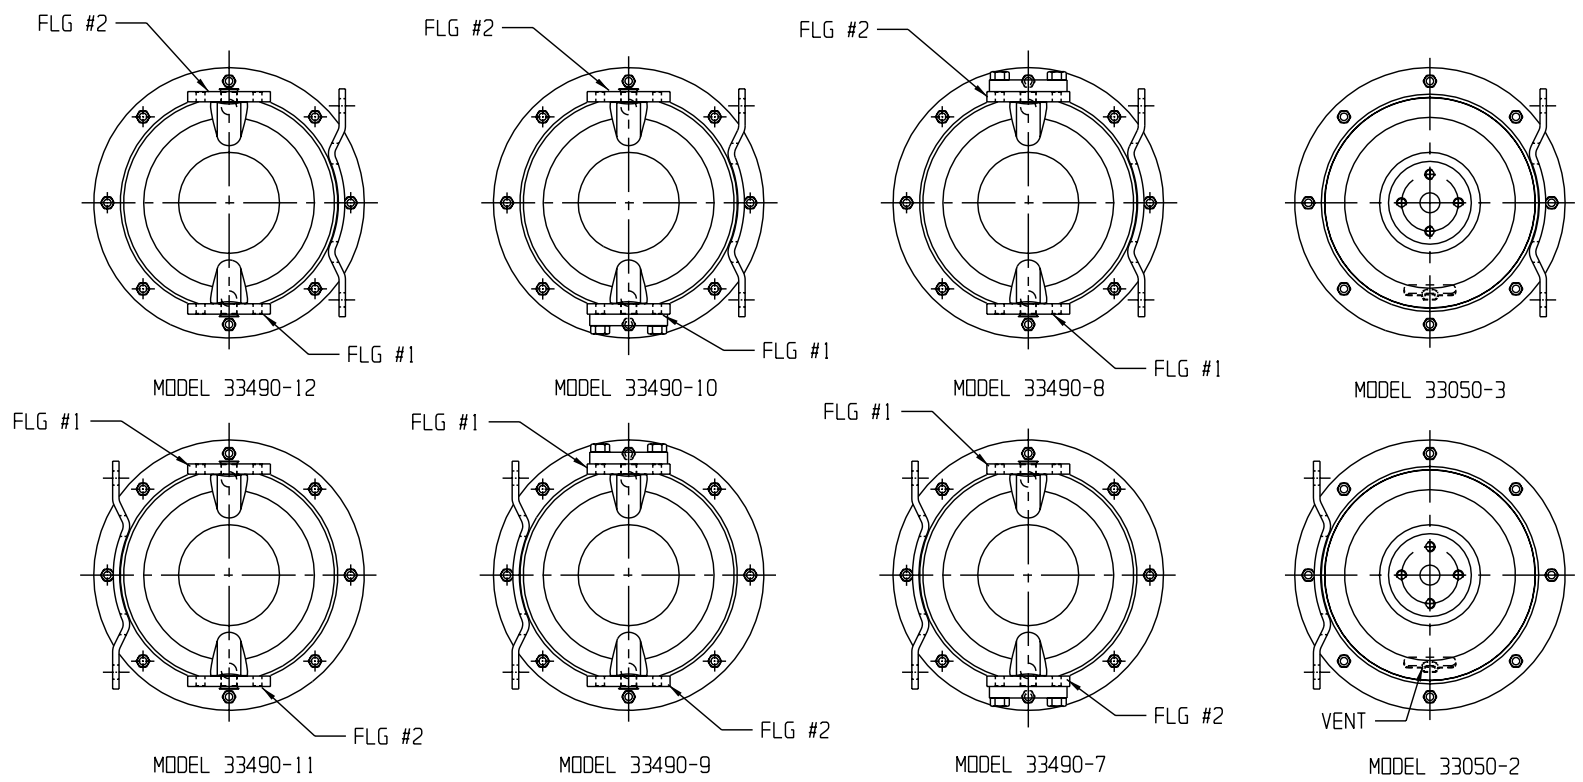 FLG #2
FLG #2
FLG #2
FLG #1
FLG #1
FLG #1
MODEL 33490-12
MODEL 33490-10
MODEL 33490-8
MODEL 33050-3
FLG #1
FLG #1
FLG #1
FLG #2
FLG #2
FLG #2
VENT
MODEL 33490-11
MODEL 33490-9
MODEL 33490-7
MODEL 33050-2